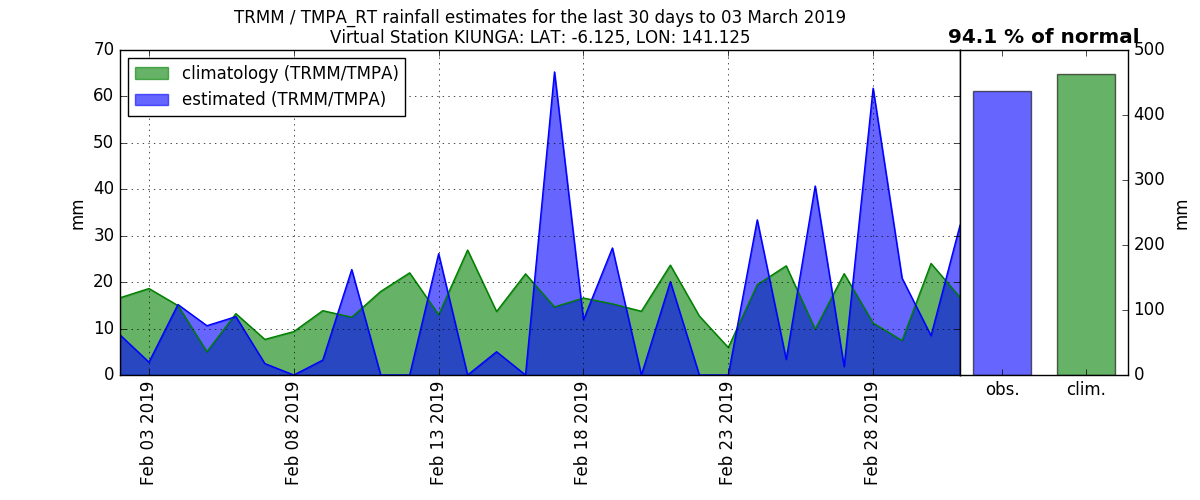 TRMM / TMPA_RT rainfall estimates for the last 30 days to 03 March 2019
Virtual Station KIUNGA: LAT: -6.125, LON: 141.125
94.1 % of normal
climatology (TRMM/TMPA)
estimated (TRMM/TMPA)
70
60
50
40
30
20
10
0
mm
Feb 03 2019
Feb 08 2019
Feb 13 2019
Feb 18 2019
Feb 23 2019
Feb 28 2019
obs.
clim.
500
400
300
200
100
0
mm